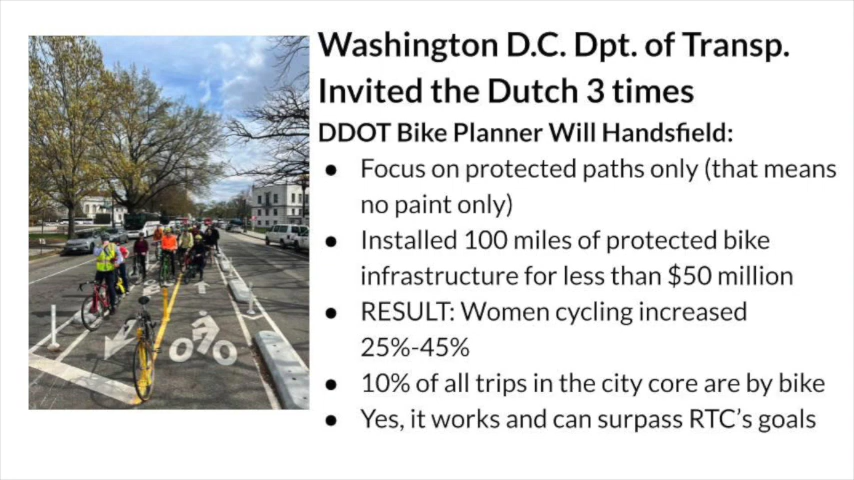 Washington D.C. Dpt. of Transp.
Invited the Dutch 3 times
DDOT Bike Planner Will Handsfield:
● Focus on protected paths only (that means
no paint only)
● Installed 100 miles of protected bike
infrastructure for less than $50 million
● RESULT: Women cycling increased
25%-45%
● 10% of all trips in the city core are by bike
● Yes, it works and can surpass RTC’s goals